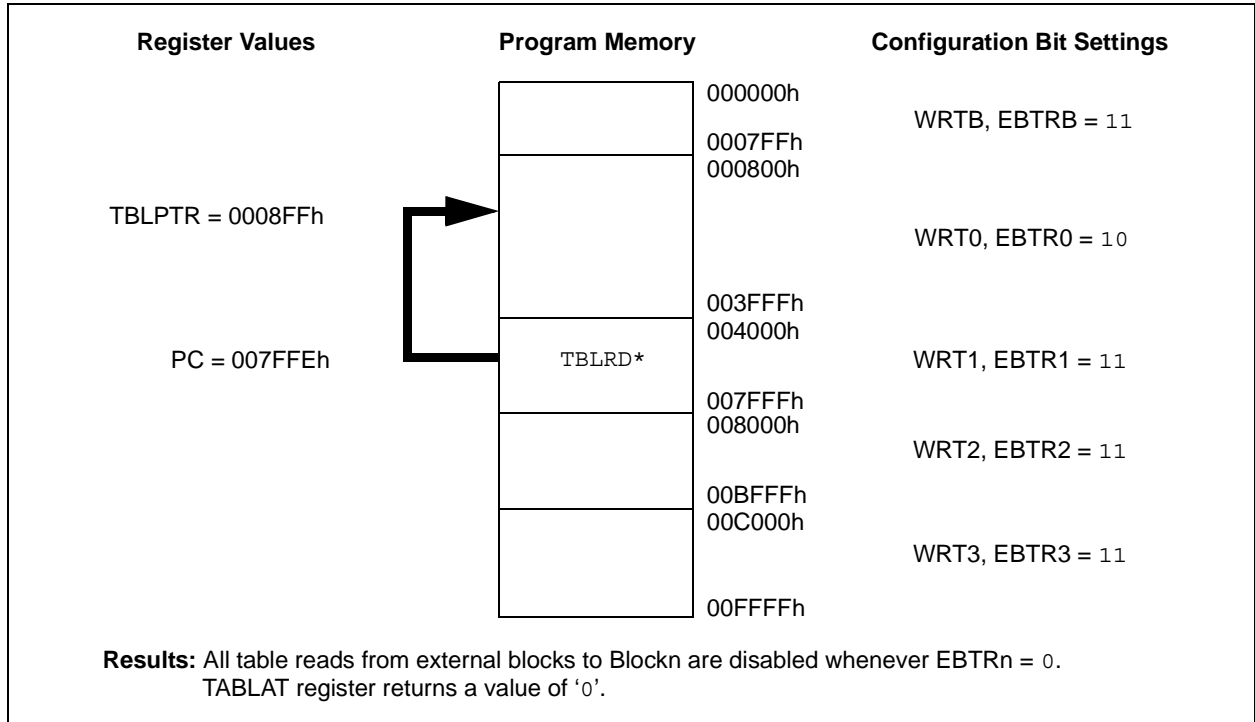 Register Values Program Memory Configuration Bit Settings
000000h
WRTB, EBTRB = 11
0007FFh
000800h
TBLPTR = 0008FFh
WRT0, EBTR0 = 10
003FFFh
004000h
PC = 007FFEh TBLRD* WRT1, EBTR1 = 11
007FFFh
008000h
WRT2, EBTR2 = 11
00BFFFh
00C000h
WRT3, EBTR3 = 11
00FFFFh
Results: All table reads from external blocks to Blockn are disabled whenever EBTRn = 0.
TABLAT register returns a value of ‘0’.